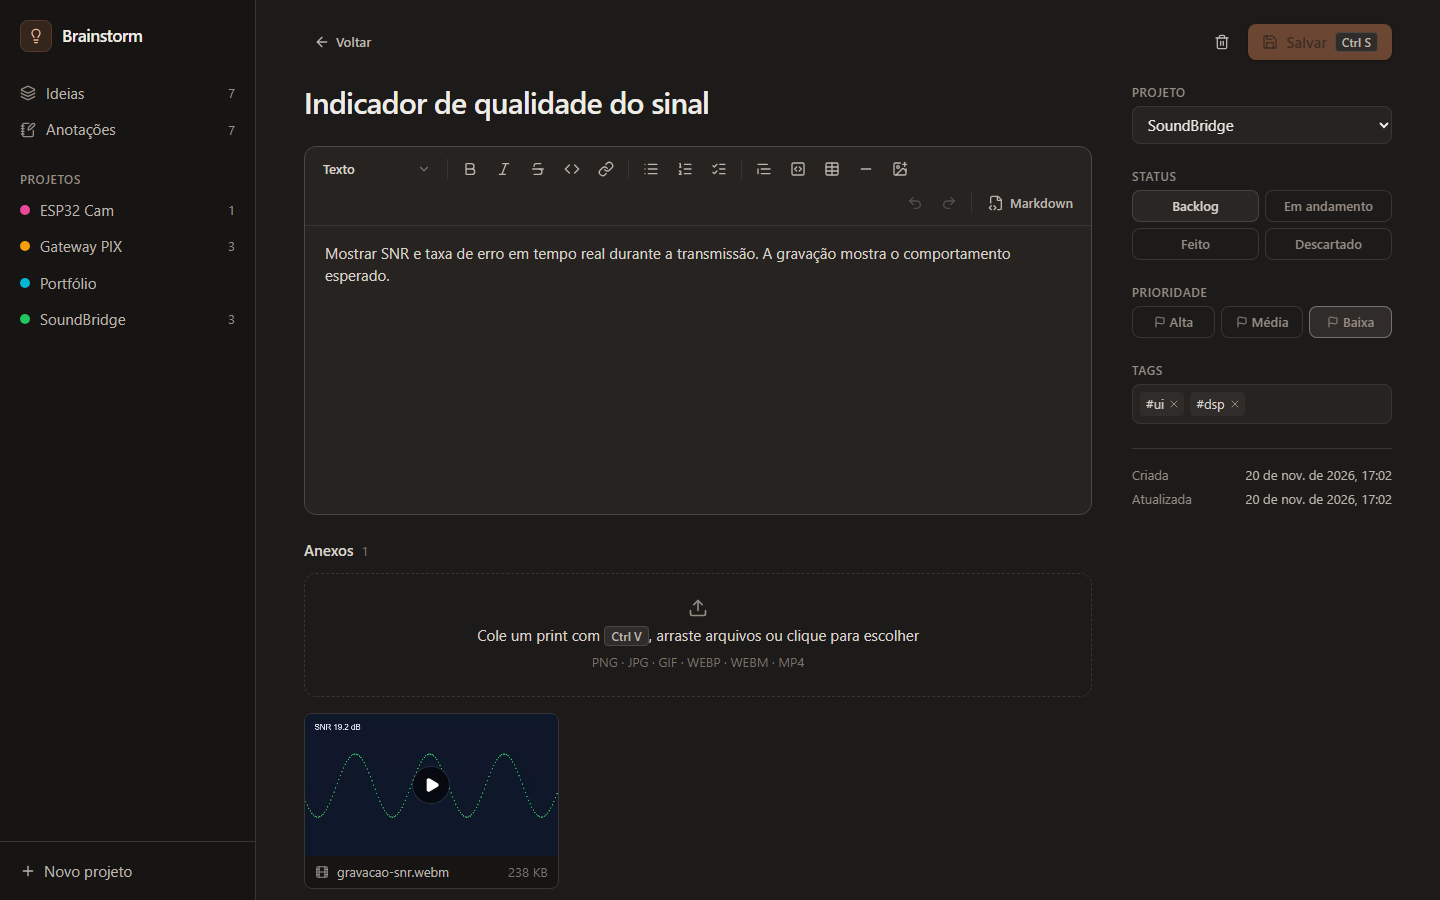 Brainstorm
Ideias 7
Anotações 7
PROJETOS
ESP32 Cam 1
Gateway PIX 3
Portfólio
SoundBridge 3
Novo projeto
Voltar
Salvar Ctrl S
Indicador de qualidade do sinal
Texto
Markdown
Mostrar SNR e taxa de erro em tempo real durante a transmissão. A gravação mostra o comportamento
esperado.
Anexos 1
Cole um print com Ctrl V, arraste arquivos ou clique para escolher
PNG · JPG · GIF · WEBP · WEBM · MP4
SNR 19.2 dB
gravacao-snr.webm 238 KB
PROJETO
SoundBridge
STATUS
Backlog Em andamento
Feito Descartado
PRIORIDADE
Alta Média Baixa
TAGS
#ui #dsp
Criada 20 de nov. de 2026, 17:02
Atualizada 20 de nov. de 2026, 17:02